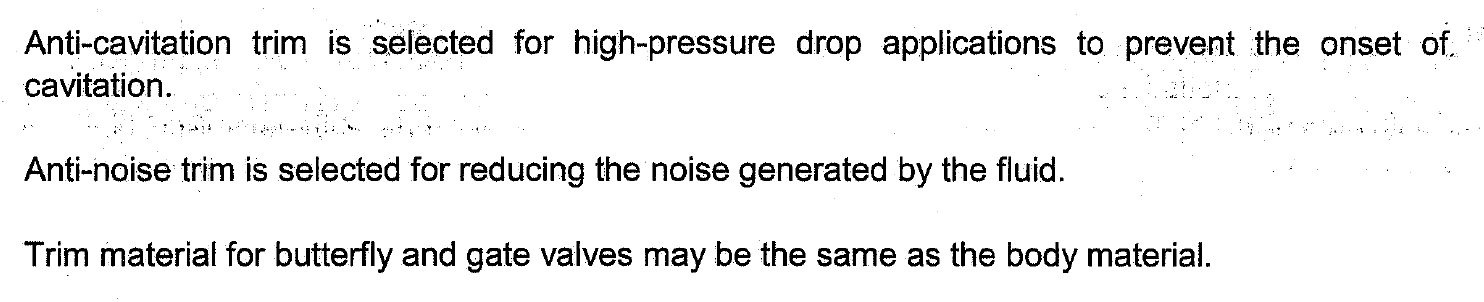 Anti-cavitation trim is selected for high-pressure drop applications to prevent the onset of
cavitation.
Anti-noise trim is selected for reducing the noise generated by the fluid.
Trim material for butterfly and gate valves may be the same as the body material.